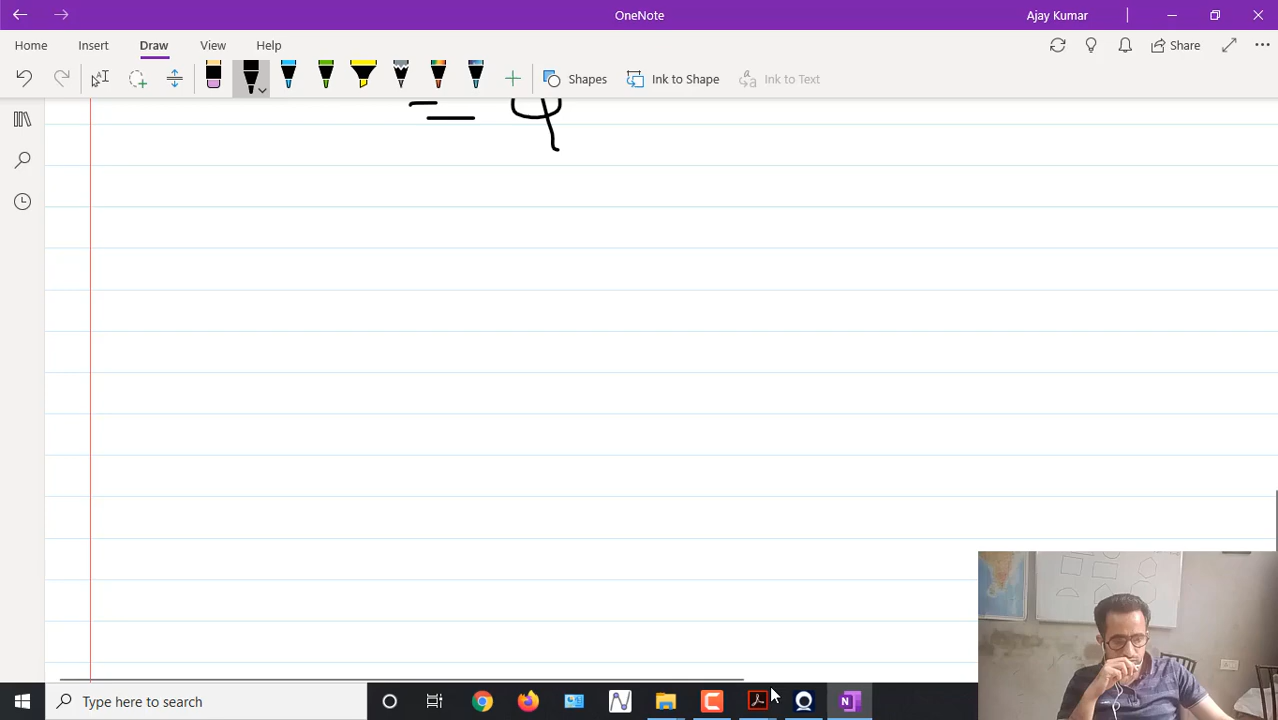 OneNote
Ajay Kumar
Home Insert Draw View Help
Share
Shapes
Ink to Shape
Ink to Text
Type here to search